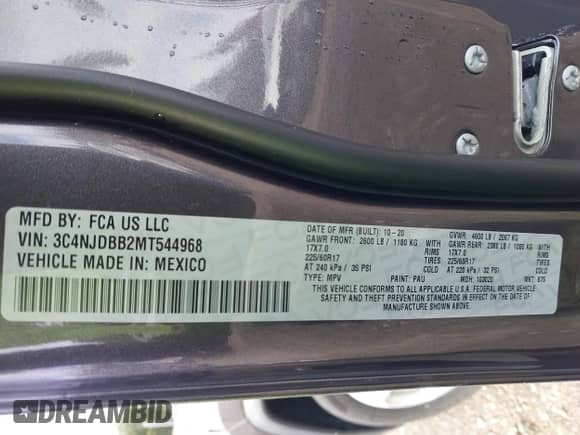 MFD BY: FCA US LLC
VIN: 3C4NJDBB2MT544968
VEHICLE MADE IN: MEXICO
DATE OF MFR (BUILT): 10-20
GAWR FRONT: 2600 LB / 1180 KG WITH
17X7.0 RIMS
225/60R17
AT 240 kPa / 35 PSI
TYPE: MPV
GVWR: 4600 LB / 2087 KG
GAWR REAR: 2380 LB / 1080 KG WITH
17X7.0 RIMS
225/60R17
AT 220 kPa / 32 PSI
PAINT: PAU MDH: VNT: 675
THIS VEHICLE CONFORMS TO ALL APPLICABLE U.S.A. FEDERAL MOTOR VEHICLE
SAFETY AND THEFT PREVENTION STANDARDS IN EFFECT ON THE DATE OF
MANUFACTURE SHOWN ABOVE.
DREAMBID